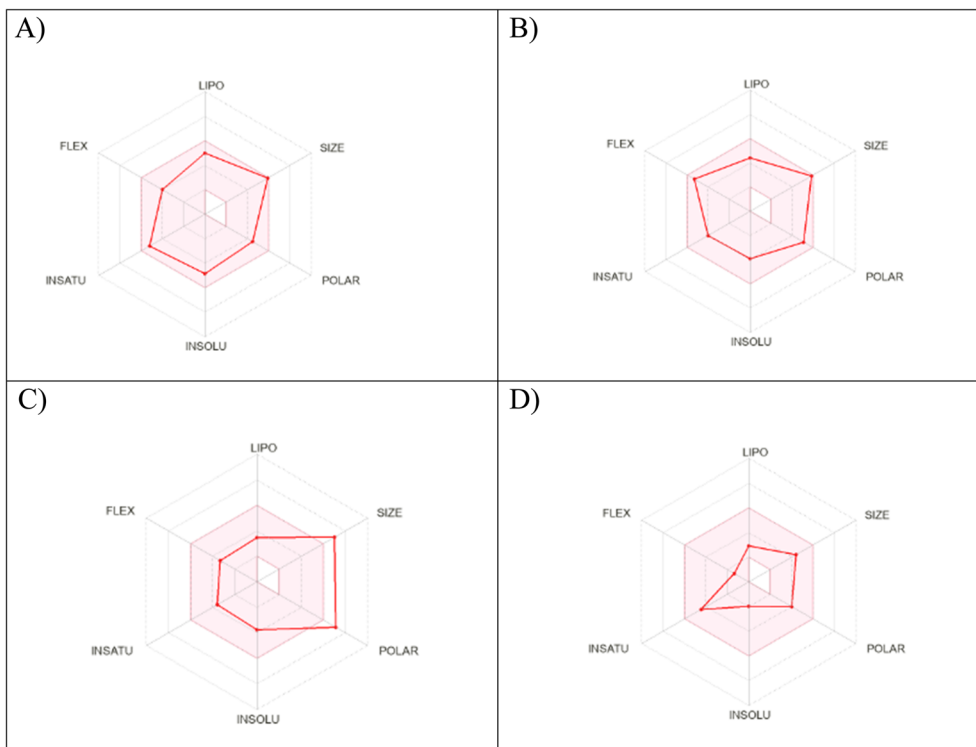 A)
LIPO
FLEX
SIZE
INSATU
POLAR
INSOLU
B)
LIPO
FLEX
SIZE
INSATU
POLAR
INSOLU
C)
LIPO
FLEX
SIZE
INSATU
POLAR
INSOLU
D)
LIPO
FLEX
SIZE
INSATU
POLAR
INSOLU